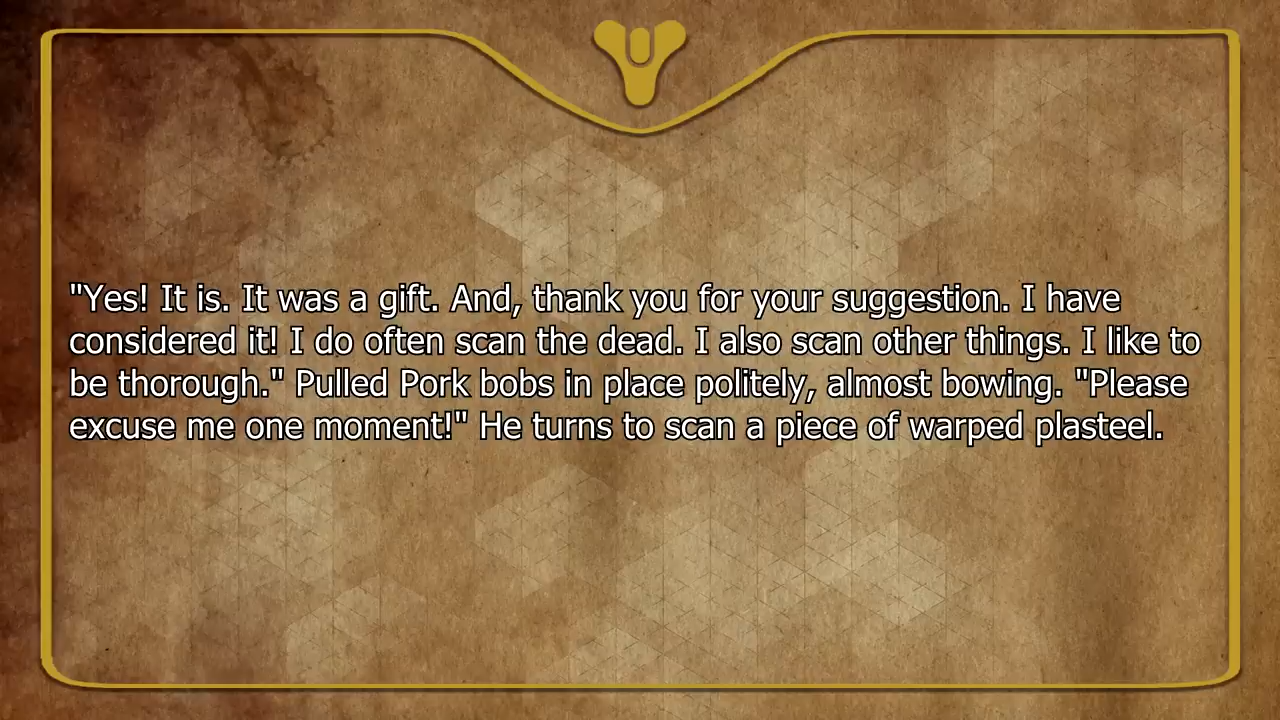 "Yes! It is. It was a gift. And, thank you for your suggestion. I have
considered it! I do often scan the dead. I also scan other things. I like to
be thorough." Pulled Pork bobs in place politely, almost bowing. "Please
excuse me one moment!" He turns to scan a piece of warped plasteel.